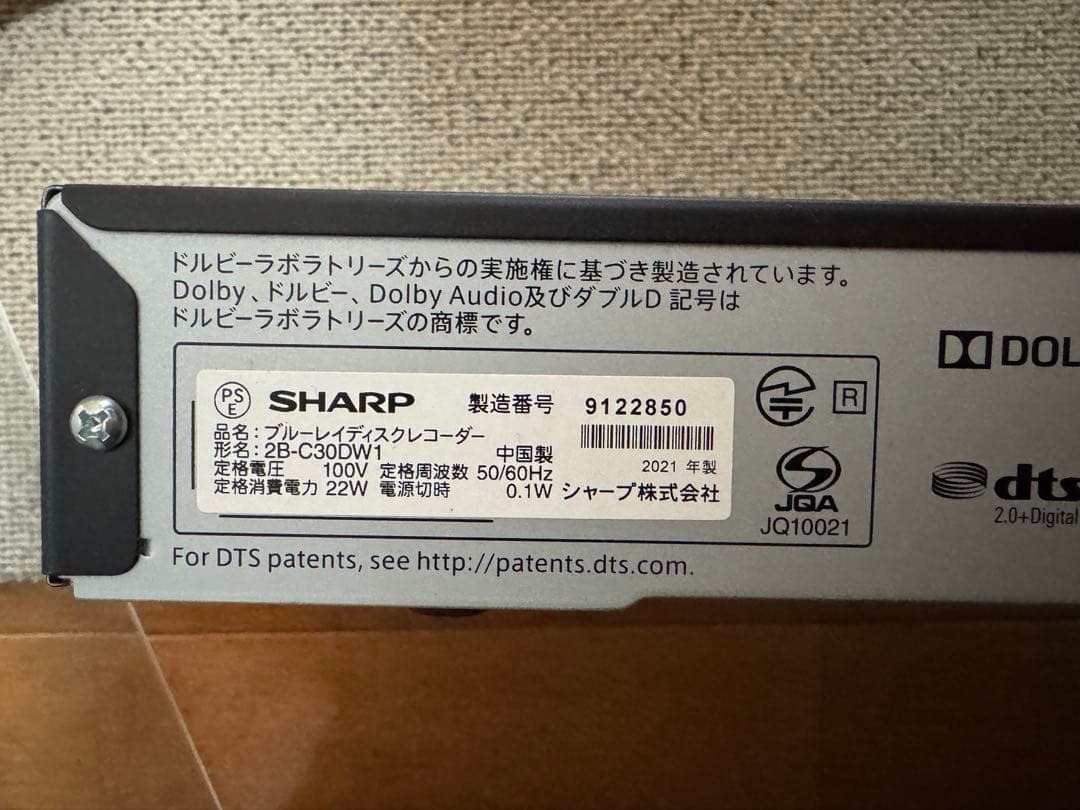 ドルビーラボラトリーズからの実施権に基づき製造されています。
Dolby、ドルビー、Dolby Audio及びダブルD 記号は
ドルビーラボラトリーズの商標です。
PS
E
SHARP 製造番号 9122850
品名：ブルーレイディスクレコーダー
形名：2B-C30DW1 中国製
定格電圧 100V 定格周波数 50/60Hz 2021 年製
定格消費電力 22W 電源切時 0.1W シャープ株式会社
R
JQA
JQ10021
For DTS patents, see http://patents.dts.com.
DOL
dts
2.0+Digital